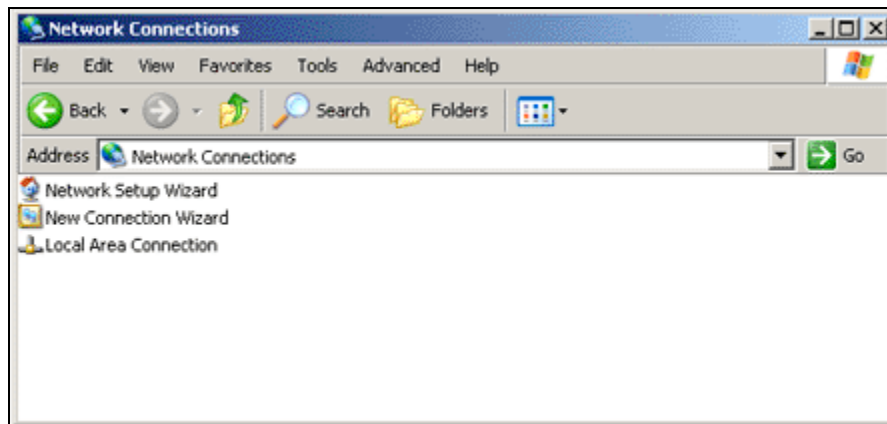 Network Connections
File Edit View Favorites Tools Advanced Help
Back Search Folders
Address Network Connections Go
Network Setup Wizard
New Connection Wizard
Local Area Connection